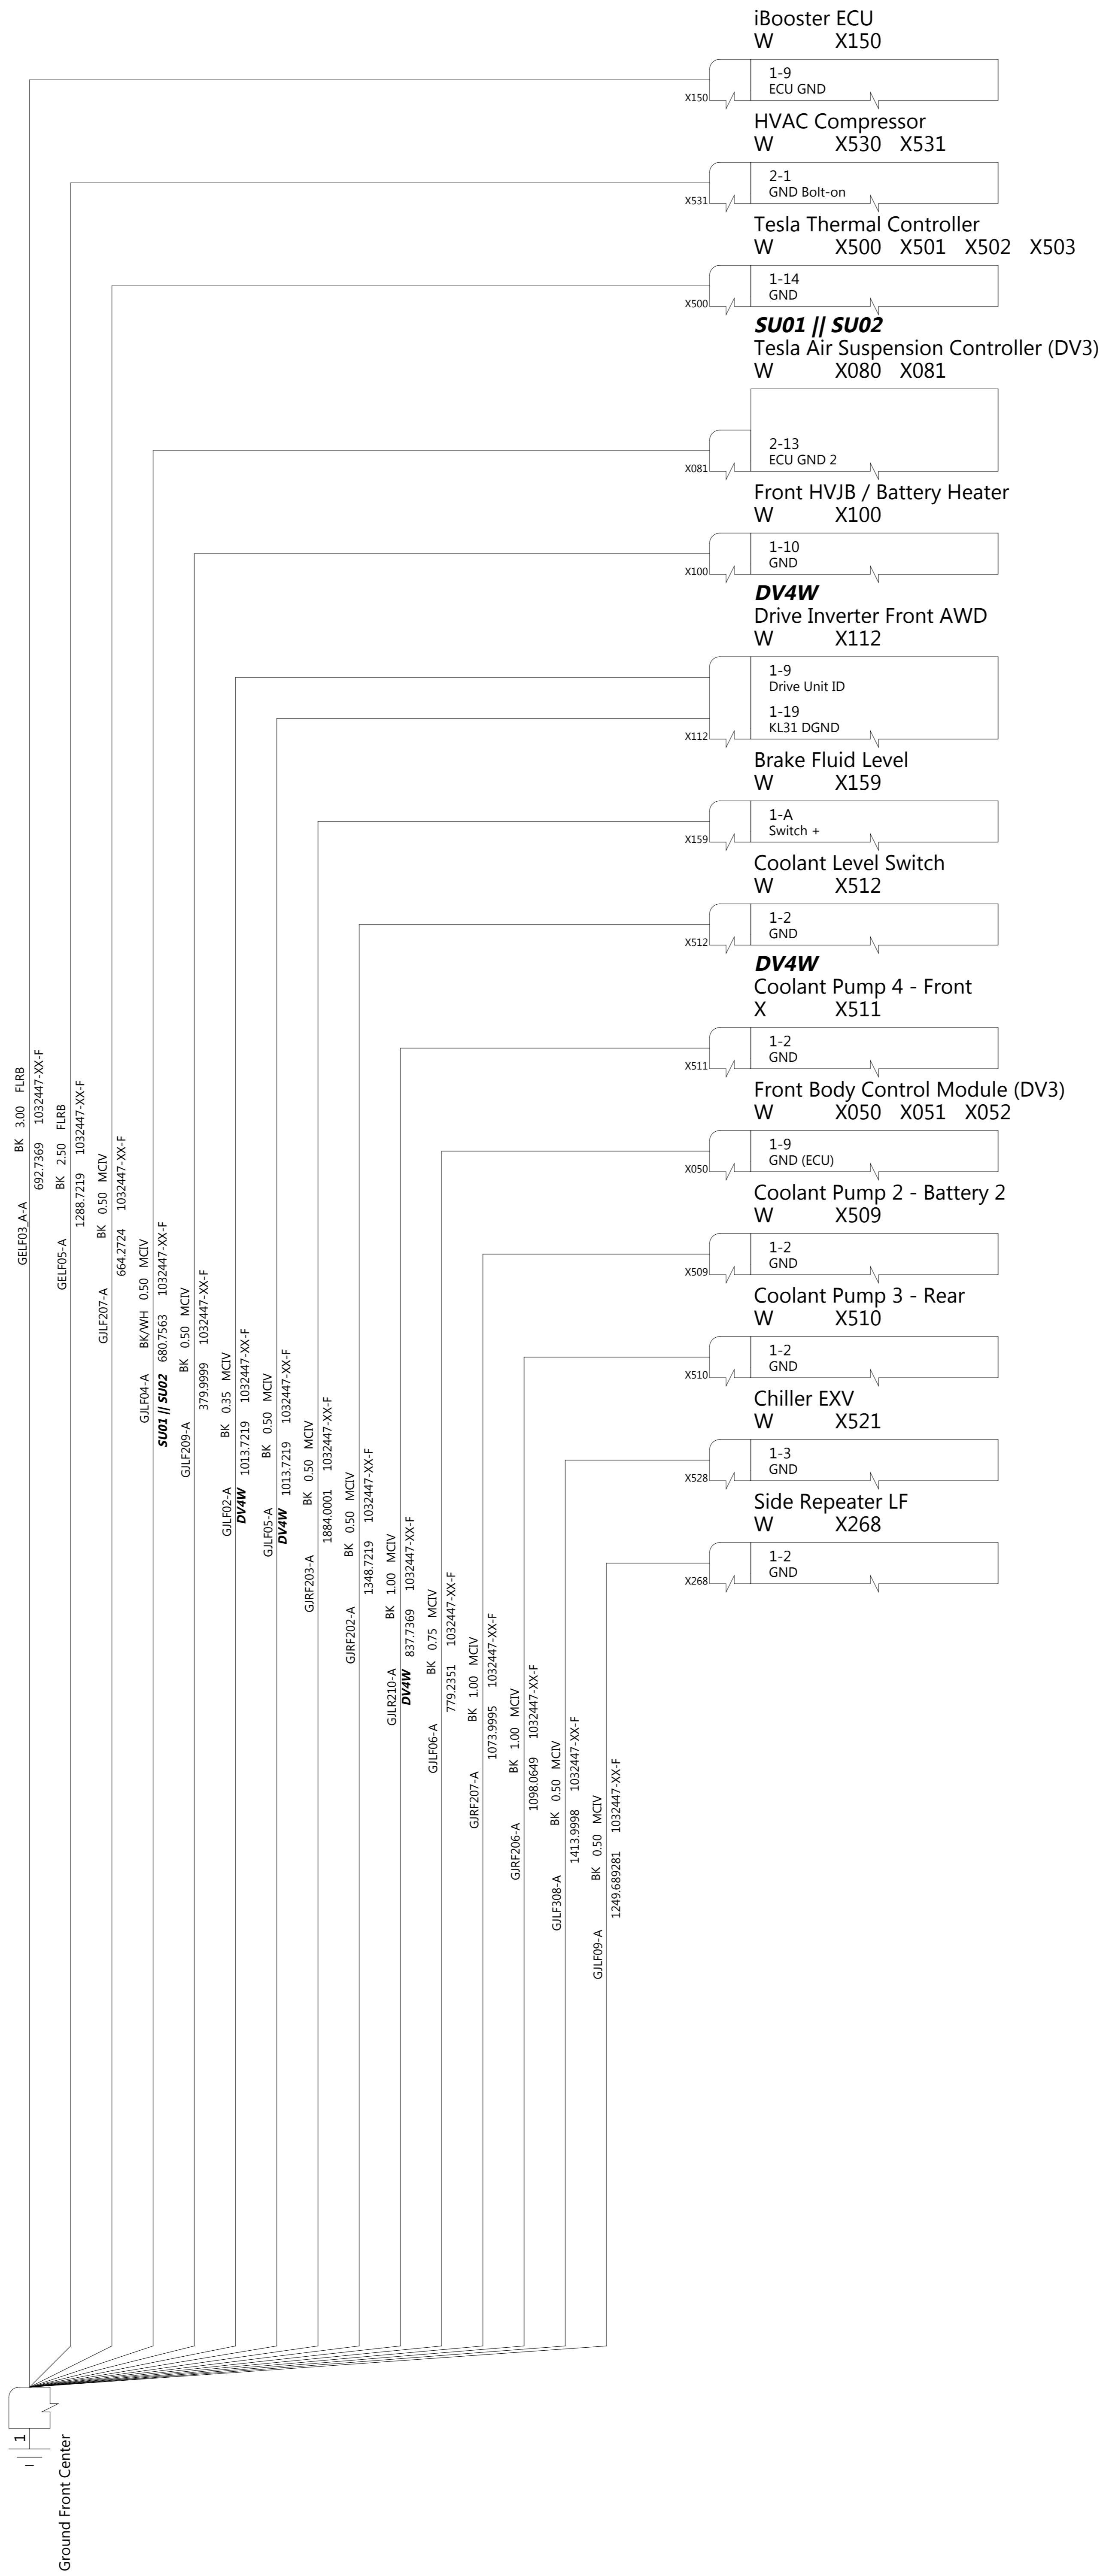 iBooster ECU
W X150
1-9
ECU GND
X150
HVAC Compressor
W X530 X531
2-1
GND Bolt-on
X531
Tesla Thermal Controller
W X500 X501 X502 X503
1-14
GND
X500
SU01 || SU02
Tesla Air Suspension Controller (DV3)
W X080 X081
2-13
ECU GND 2
X081
Front HVJB / Battery Heater
W X100
1-10
GND
X100
DV4W
Drive Inverter Front AWD
W X112
1-9
Drive Unit ID
1-19
KL31 DGND
X112
Brake Fluid Level
W X159
1-A
Switch +
X159
Coolant Level Switch
W X512
1-2
GND
X512
DV4W
Coolant Pump 4 - Front
X X511
1-2
GND
X511
Front Body Control Module (DV3)
W X050 X051 X052
1-9
GND (ECU)
X050
Coolant Pump 2 - Battery 2
W X509
1-2
GND
X509
Coolant Pump 3 - Rear
W X510
1-2
GND
X510
Chiller EXV
W X521
1-3
GND
X528
Side Repeater LF
W X268
1-2
GND
X268
GELF03_A-A BK 3.00 FLRB
692.7369 1032447-XX-F
GELF05-A BK 2.50 FLRB
1288.7219 1032447-XX-F
GJLF207-A BK 0.50 MCIV
664.2724 1032447-XX-F
GJLF04-A BK/WH 0.50 MCIV
SU01 || SU02 680.7563 1032447-XX-F
GJLF209-A BK 0.50 MCIV
379.9999 1032447-XX-F
GJLF02-A BK 0.35 MCIV
DV4W 1013.7219 1032447-XX-F
GJLF05-A BK 0.50 MCIV
DV4W 1013.7219 1032447-XX-F
GJRF203-A BK 0.50 MCIV
1884.0001 1032447-XX-F
GJRF202-A BK 0.50 MCIV
1348.7219 1032447-XX-F
GJLR210-A BK 1.00 MCIV
DV4W 837.7369 1032447-XX-F
GJLF06-A BK 0.75 MCIV
779.2351 1032447-XX-F
GJRF207-A BK 1.00 MCIV
1073.9995 1032447-XX-F
GJRF206-A BK 1.00 MCIV
1098.0649 1032447-XX-F
GJLF308-A BK 0.50 MCIV
1413.9998 1032447-XX-F
GJLF09-A BK 0.50 MCIV
1249.689281 1032447-XX-F
1
Ground Front Center